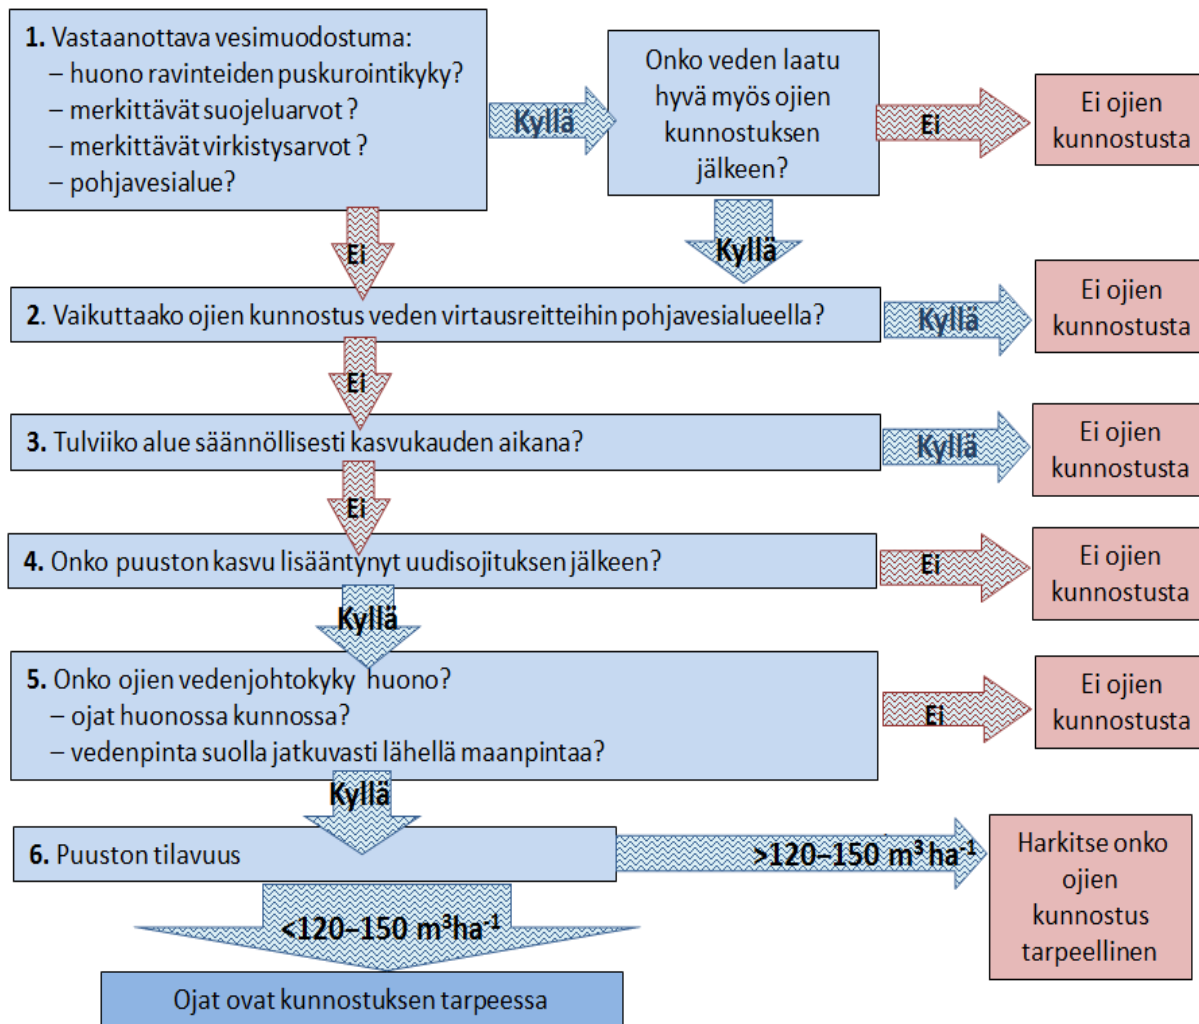 1. Vastaanottava vesimuodostuma:
– huono ravinteiden puskurointikyky?
– merkittävät suojeluarvot ?
– merkittävät virkistysarvot ?
– pohjavesialue?
Kyllä
Onko veden laatu
hyvä myös ojien
kunnostuksen
jälkeen?
Ei
Ei ojien
kunnostusta
Ei
Kyllä
2. Vaikuttaako ojien kunnostus veden virtausreitteihin pohjavesialueella?
Kyllä
Ei ojien
kunnostusta
Ei
3. Tulviiko alue säännöllisesti kasvukauden aikana?
Kyllä
Ei ojien
kunnostusta
Ei
4. Onko puuston kasvu lisääntynyt uudisojituksen jälkeen?
Ei
Ei ojien
kunnostusta
Kyllä
5. Onko ojien vedenjohtokyky huono?
– ojat huonossa kunnossa?
– vedenpinta suolla jatkuvasti lähellä maanpintaa?
Ei
Ei ojien
kunnostusta
Kyllä
6. Puuston tilavuus
>120–150 m³ ha⁻¹
Harkitse onko
ojien
kunnostus
tarpeellinen
<120–150 m³ha⁻¹
Ojat ovat kunnostuksen tarpeessa